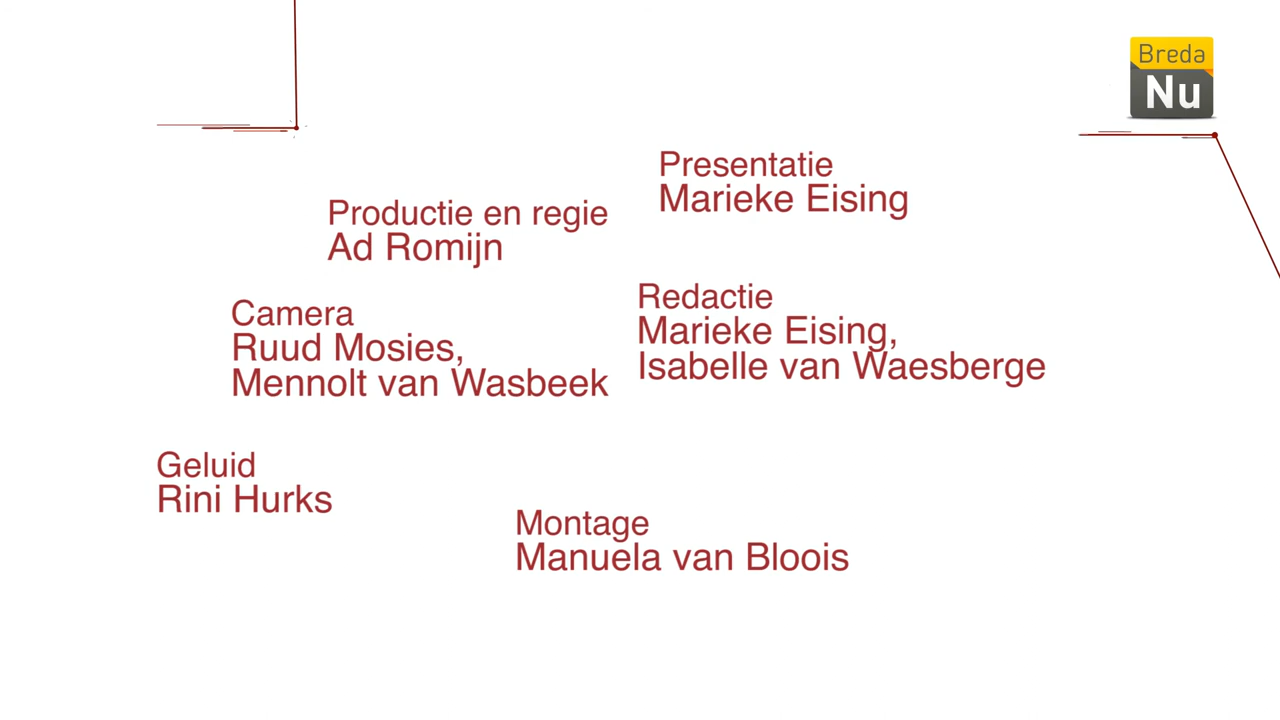 Breda
Nu
Presentatie
Marieke Eising
Productie en regie
Ad Romijn
Redactie
Marieke Eising,
Isabelle van Waesberge
Camera
Ruud Mosies,
Mennolt van Wasbeek
Geluid
Rini Hurks
Montage
Manuela van Bloois